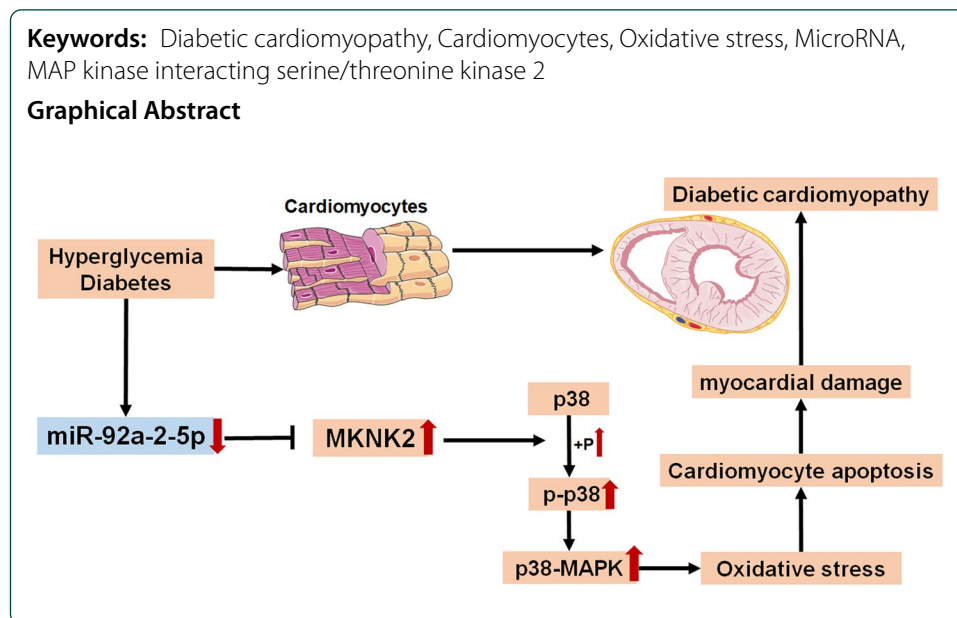 Keywords: Diabetic cardiomyopathy, Cardiomyocytes, Oxidative stress, MicroRNA,
MAP kinase interacting serine/threonine kinase 2
Graphical Abstract
Diabetic cardiomyopathy
Cardiomyocytes
Hyperglycemia
Diabetes
miR-92a-2-5p
MKNK2
p38
+P
p-p38
p38-MAPK
Oxidative stress
Cardiomyocyte apoptosis
myocardial damage